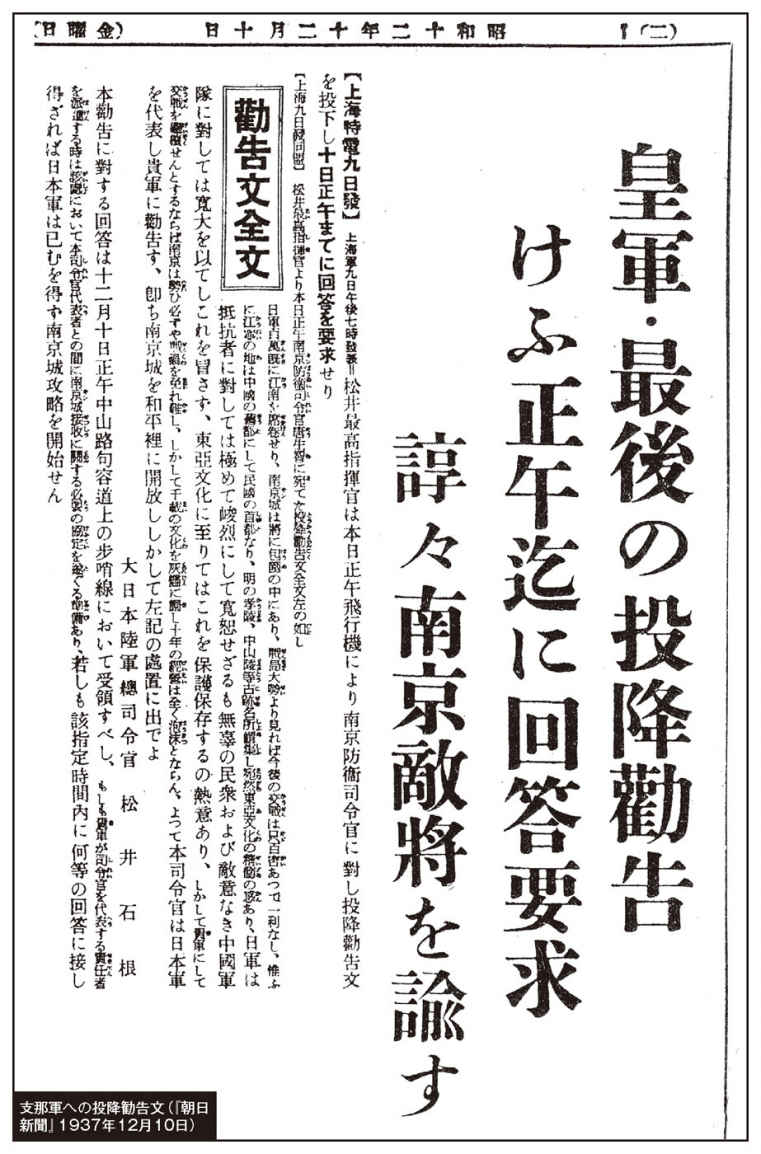 (二)　昭和十二年十二月十日　(金曜日)
皇軍・最後の投降勸告
けふ正午迄に回答要求
諄々南京敵將を諭す
【上海特電九日發】上海軍九日午後七時發表＝松井最高指揮官は本日正午飛行機により南京防衞司令官に對し投降勸告文
を投下し十日正午までに回答を要求せり
【上海九日發同盟】松井最高指揮官より本日正午南京防衞司令官唐生智に宛てた投降勸告文全文左の如し
勸告文全文
日軍百萬既に江南を席卷せり、南京城は將に包圍の中にあり、戰局大勢より見れば今後の交戰は只百害あつて一利なし、惟ふ
に江寧の地は中國の舊都にして民國の首都なり、明の孝陵、中山陵等古跡名所蝟集し宛然東亞文化の精髓の感あり、日軍は
抵抗者に對しては極めて峻烈にして寬恕せざるも無辜の民衆および敵意なき中國軍
隊に對しては寬大を以てしこれを冒さず、東亞文化に至りてはこれを保護保存するの熱意あり、しかして貴軍にして
交戰を繼續せんとするならば南京は勢ひ必ずや戰禍を免れ難し、しかして千載の文化を灰燼に歸し十年の經營は全く泡沫とならん、よつて本司令官は日本軍
を代表し貴軍に勸告す、卽ち南京城を和平裡に開放ししかして左記の處置に出でよ
大日本陸軍總司令官　松井石根
本勸告に對する回答は十二月十日正午中山路句容道上の步哨線において受領すべし、もしも貴軍が司令官を代表する責任者
を派遣する時は該處において本司令官代表者との間に南京城接收に關する必要の協定を遂ぐる準備あり、若しも該指定時間内に何等の回答に接し
得ざれば日本軍は已むを得ず南京城攻略を開始せん
支那軍への投降勧告文(『朝日
新聞』1937年12月10日)